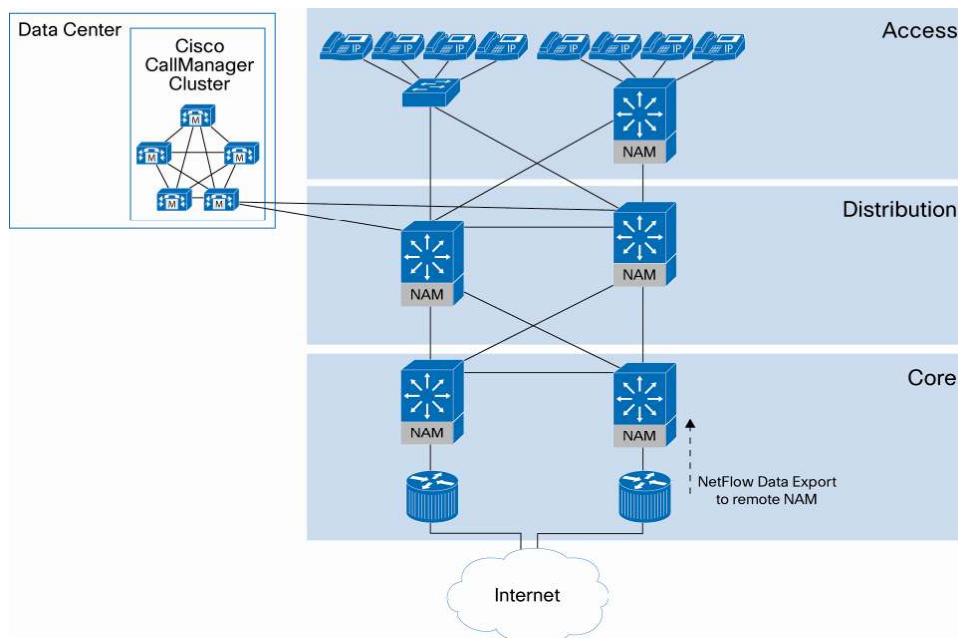 Data Center
Cisco
CallManager
Cluster
M
M
M
M
M
Access
IP
IP
IP
IP
IP
IP
IP
IP
NAM
Distribution
NAM
NAM
Core
NAM
NAM
NetFlow Data Export
to remote NAM
Internet